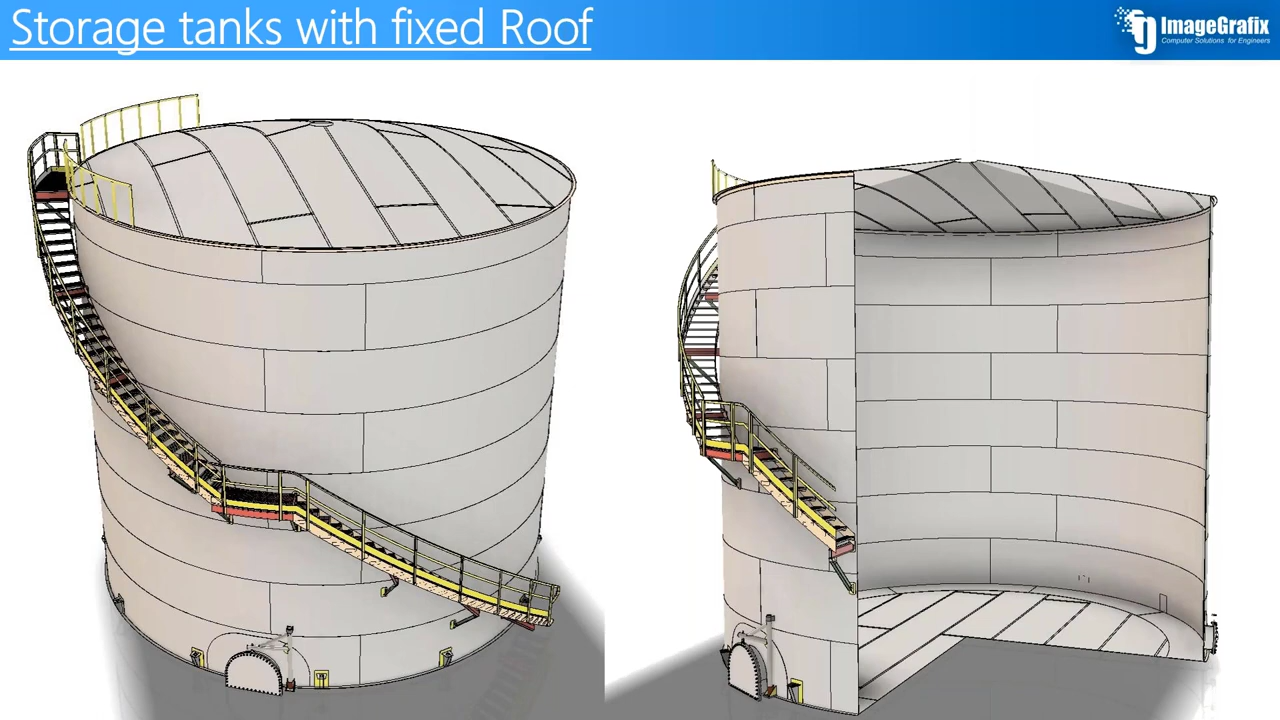 Storage tanks with fixed Roof
ImageGrafix
Computer Solutions for Engineers